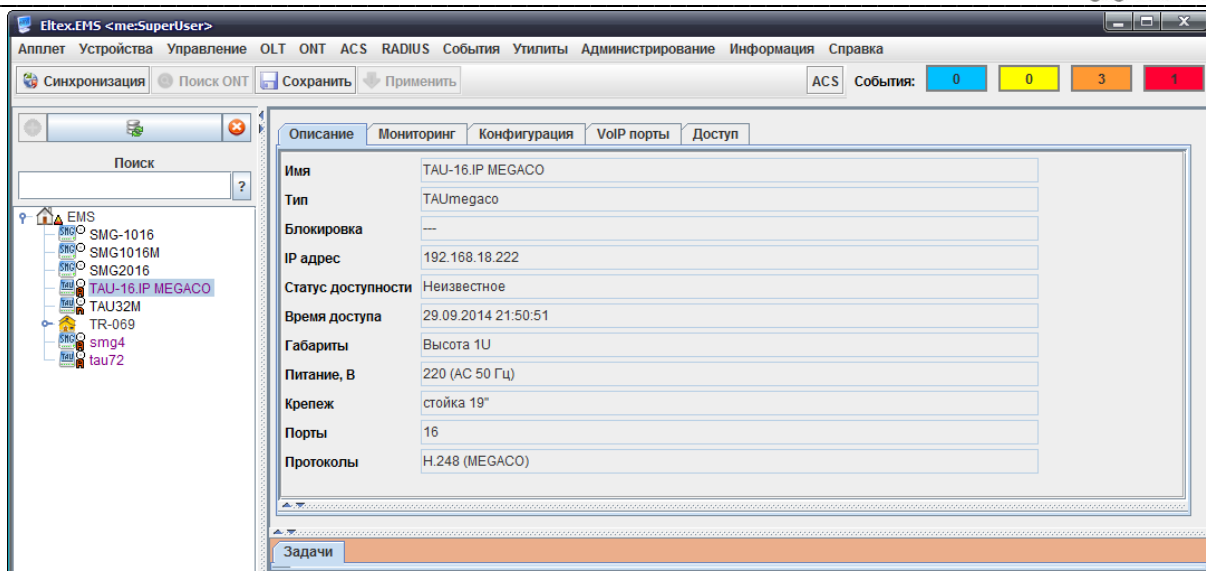 Eltex.EMS <me:SuperUser>
Апплет Устройства Управление OLT ONT ACS RADIUS События Утилиты Администрирование Информация Справка
Синхронизация Поиск ONT Сохранить Применить ACS События: 0 0 3 1
Поиск
?
EMS
SMG-1016
SMG1016M
SMG2016
TAU-16.IP MEGACO
TAU32M
TR-069
smg4
tau72
Описание Мониторинг Конфигурация VoIP порты Доступ
Имя TAU-16.IP MEGACO
Тип TAUmegaco
Блокировка ---
IP адрес 192.168.18.222
Статус доступности Неизвестное
Время доступа 29.09.2014 21:50:51
Габариты Высота 1U
Питание, В 220 (AC 50 Гц)
Крепеж стойка 19"
Порты 16
Протоколы H.248 (MEGACO)
Задачи